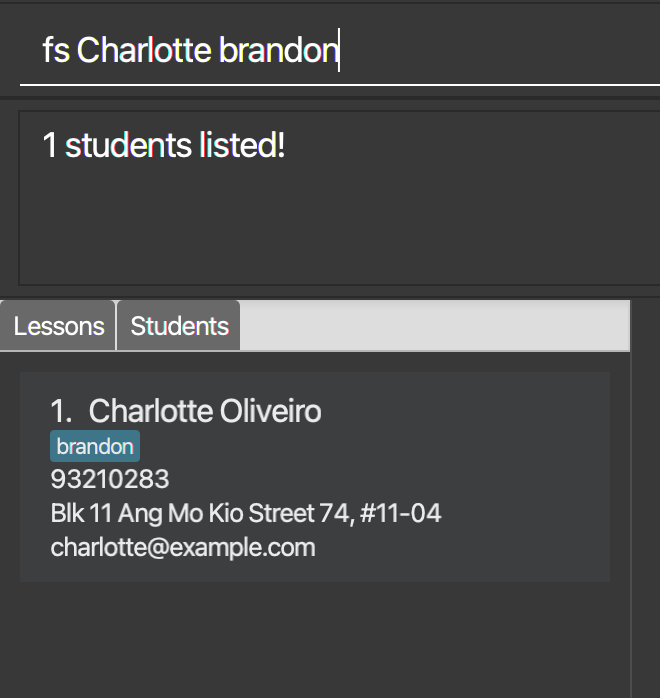 fs Charlotte brandon
1 students listed!
Lessons Students
1. Charlotte Oliveiro
brandon
93210283
Blk 11 Ang Mo Kio Street 74, #11-04
charlotte@example.com